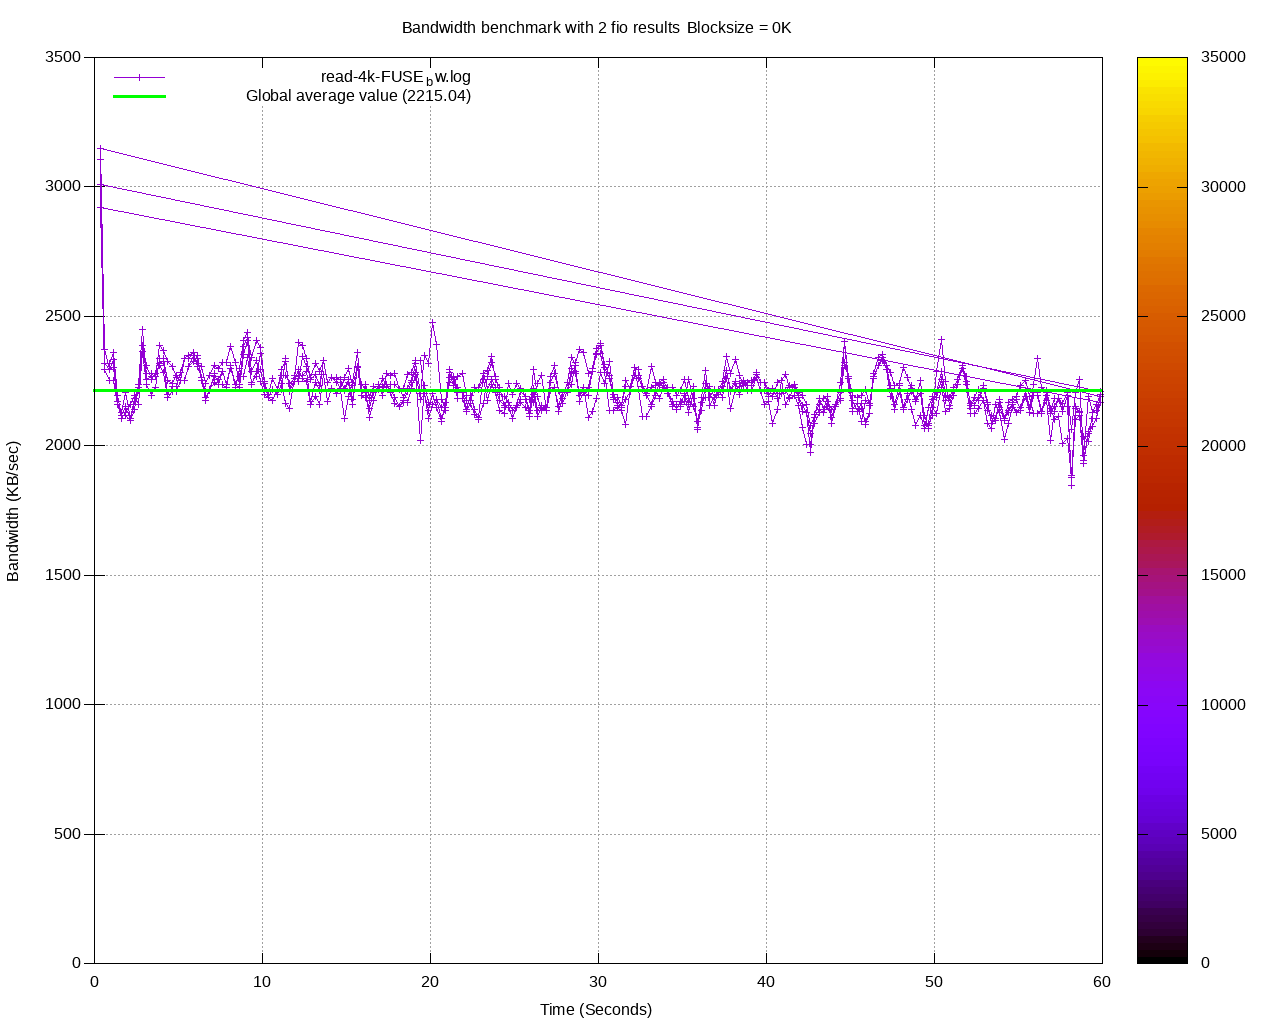 Bandwidth benchmark with 2 fio results Blocksize = 0K
read-4k-FUSE_bw.log
Global average value (2215.04)
3500
3000
2500
2000
1500
1000
500
0
Bandwidth (KB/sec)
0 10 20 30 40 50 60
Time (Seconds)
35000
30000
25000
20000
15000
10000
5000
0